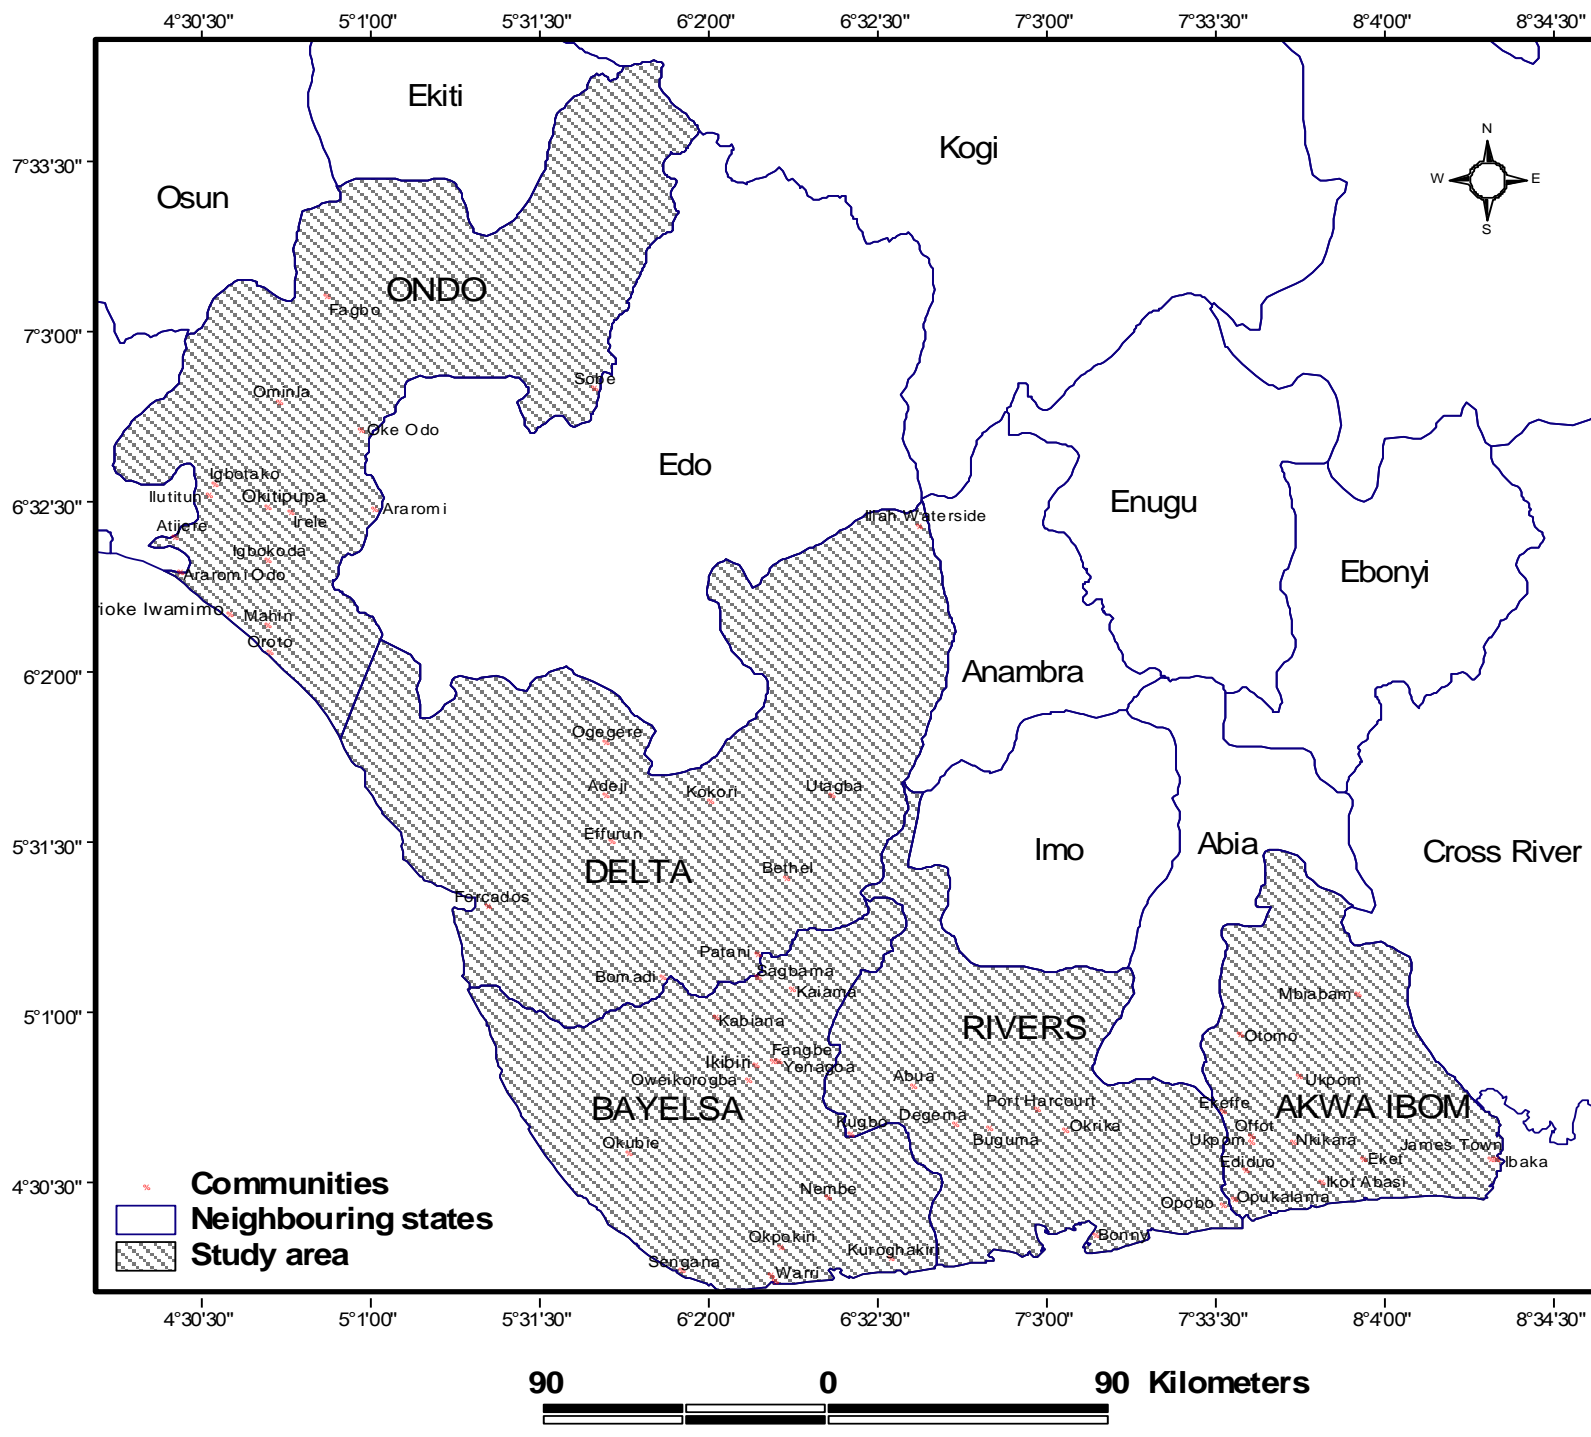 4°30'30" 5°1'00" 5°31'30" 6°2'00" 6°32'30" 7°3'00" 7°33'30" 8°4'00" 8°34'30"
Ekiti
N
Kogi
7°33'30"
W E
Osun
S
ONDO
Fagbo
7°3'00"
Sobe
Ominla
Oke Odo
Edo
Igbotako
Ilutitun Okitipupa
6°32'30" Araromi Enugu
Irele Ijah Waterside
Atijere
Igbokoda
Araromi Odo Ebonyi
rioke Iwamimo Mahin
Oroto
6°2'00" Anambra
Ogegere
Adeji Kokori Utagba
Effurun
5°31'30" Imo Abia Cross River
DELTA Bethel
Forcados
Patani
Bomadi Sagbama
Kaiama Mbiabam
5°1'00" Kabiana RIVERS Otomo
Fangbe
Ikibiri Yenagoa
Oweikorogba Abua Ukpom
BAYELSA Port Harcourt Ekeffe AKWA IBOM
Kugbo Degema Okrika Offot
Okubie Buguma Ukpom Nkikara James Town
Ediduo Eket Ibaka
Communities
4°30'30" Nembe Ikot Abasi
Opobo Opukalama
Neighbouring states
Okpokiri Bonny
Study area Sengana Kuroghakiri
Warri
4°30'30" 5°1'00" 5°31'30" 6°2'00" 6°32'30" 7°3'00" 7°33'30" 8°4'00" 8°34'30"
90 0 90 Kilometers